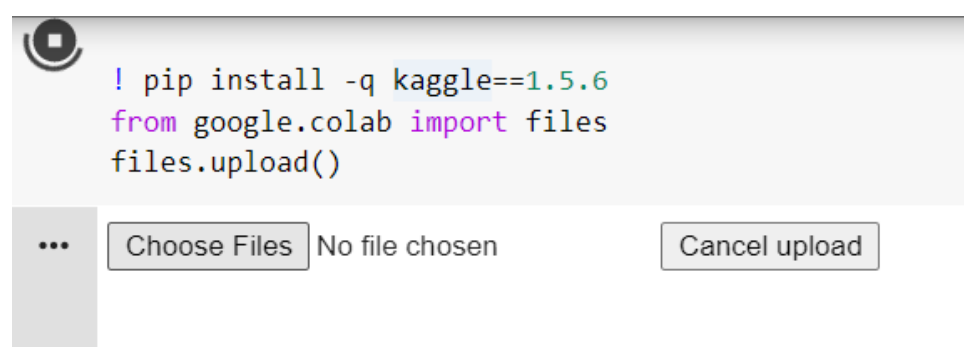 ! pip install -q kaggle==1.5.6
from google.colab import files
files.upload()
Choose Files No file chosen Cancel upload